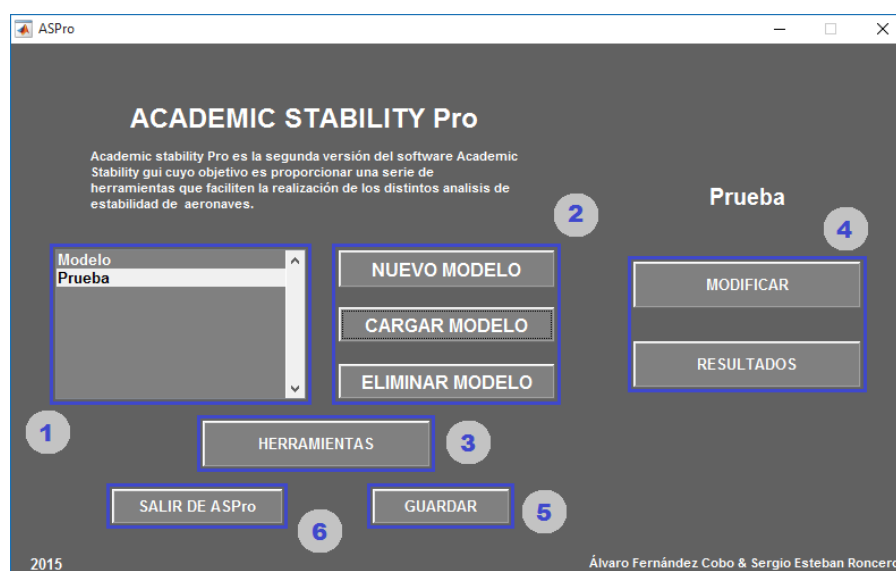 ASPro
ACADEMIC STABILITY Pro
Academic stability Pro es la segunda versión del software Academic
Stability gui cuyo objetivo es proporcionar una serie de
herramientas que faciliten la realización de los distintos analisis de
estabilidad de aeronaves.
Prueba
2
4
Modelo
Prueba
NUEVO MODELO
CARGAR MODELO
ELIMINAR MODELO
MODIFICAR
RESULTADOS
1
HERRAMIENTAS
3
SALIR DE ASPro
6
GUARDAR
5
2015
Álvaro Fernández Cobo & Sergio Esteban Roncero